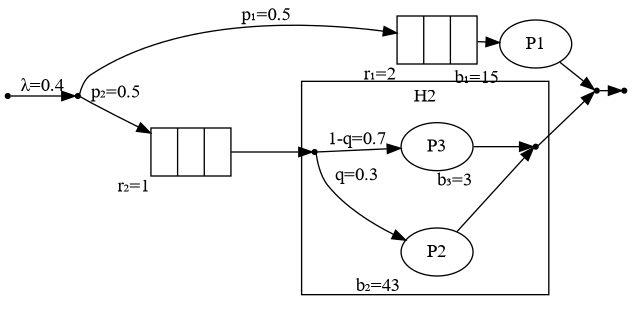 p₁=0.5
P1
λ=0.4
p₂=0.5
r₁=2
b₁=15
H2
1-q=0.7
P3
q=0.3
b₃=3
r₂=1
P2
b₂=43